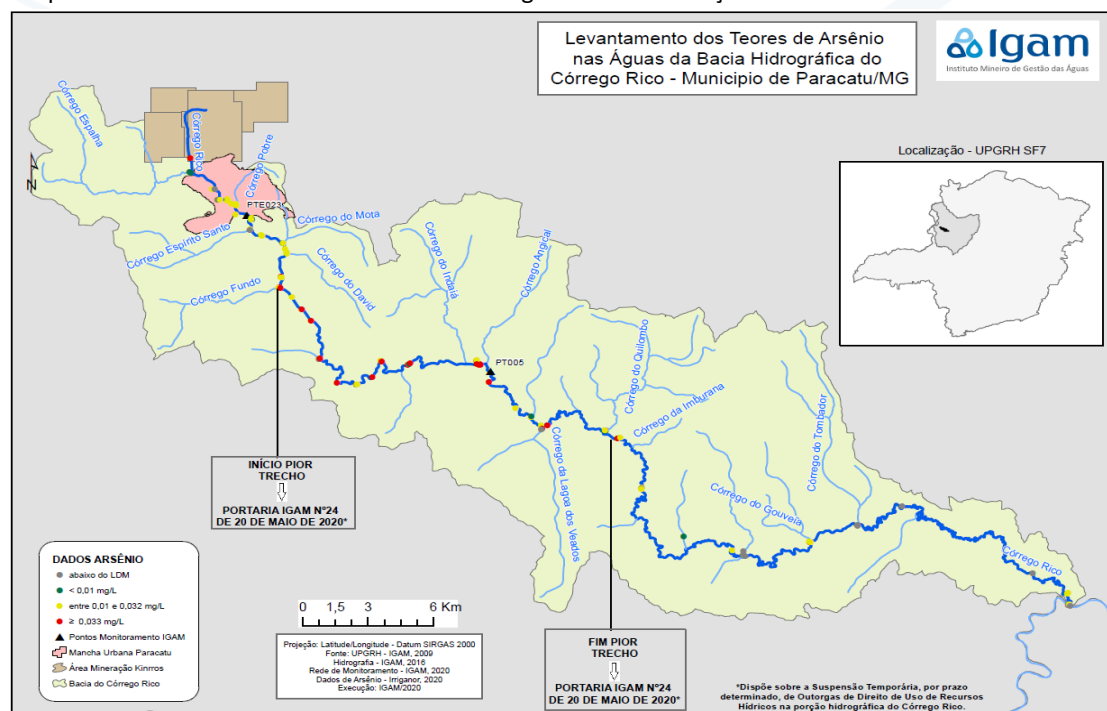 Levantamento dos Teores de Arsênio
nas Águas da Bacia Hidrográfica do
Córrego Rico - Municipio de Paracatu/MG
Igam
Instituto Mineiro de Gestão das Águas
Localização - UPGRH SF7
Córrego Espalha
Córrego Rico
Córrego Pobre
PTE023
N
Córrego do Mota
Córrego Espirito Santo
Córrego do David
Córrego Fundo
Córrego do Indaiá
Córrego Angical
PT005
Córrego do Quilombo
Córrego da Imburana
Córrego do Tombador
Córrego da Lagoa dos Veados
Córrego do Gouveia
Córrego Rico
INÍCIO PIOR
TRECHO
PORTARIA IGAM Nº24
DE 20 DE MAIO DE 2020*
DADOS ARSÊNIO
abaixo do LDM
< 0,01 mg/L
entre 0,01 e 0,032 mg/L
≥ 0,033 mg/L
Pontos Monitoramento IGAM
Mancha Urbana Paracatu
Área Mineração Kinrros
Bacia do Córrego Rico
0 1,5 3 6 Km
Projeção: Latitude/Longitude - Datum SIRGAS 2000
Fonte: UPGRH - IGAM, 2009
Hidrografia - IGAM, 2016
Rede de Monitoramento - IGAM, 2020
Dados de Arsênio - Irriganor, 2020
Execução: IGAM/2020
FIM PIOR
TRECHO
PORTARIA IGAM Nº24
DE 20 DE MAIO DE 2020*
*Dispõe sobre a Suspensão Temporária, por prazo
determinado, de Outorgas de Direito de Uso de Recursos
Hídricos na porção hidrográfica do Córrego Rico.